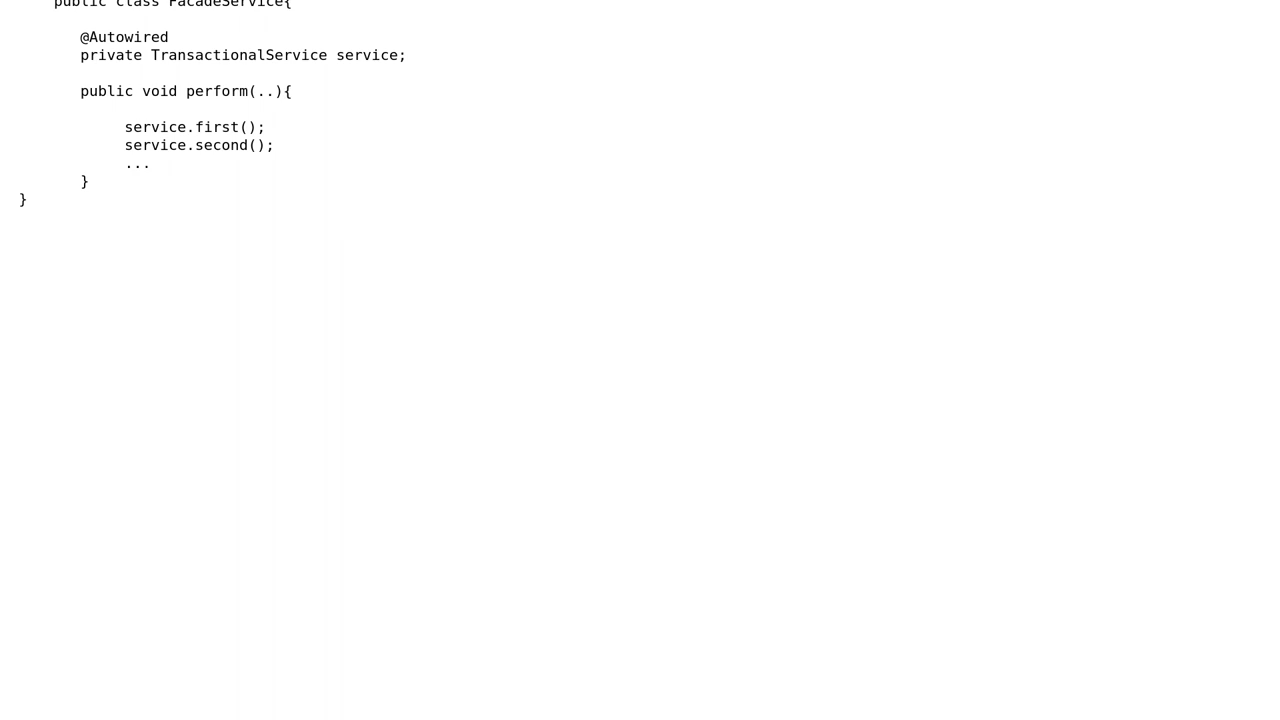 public class FacadeService{
@Autowired
private TransactionalService service;
public void perform(..){
service.first();
service.second();
...
}
}